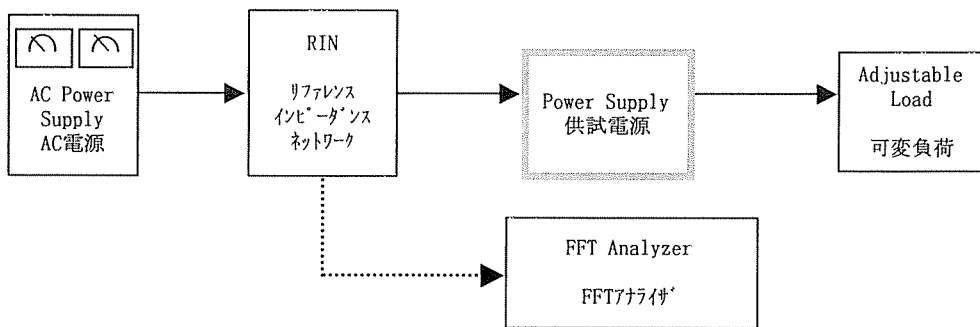 AC Power
Supply
AC電源
RIN
リファレンス
インピーダンス
ネットワーク
Power Supply
供試電源
Adjustable
Load
可変負荷
FFT Analyzer
FFTアナライザ